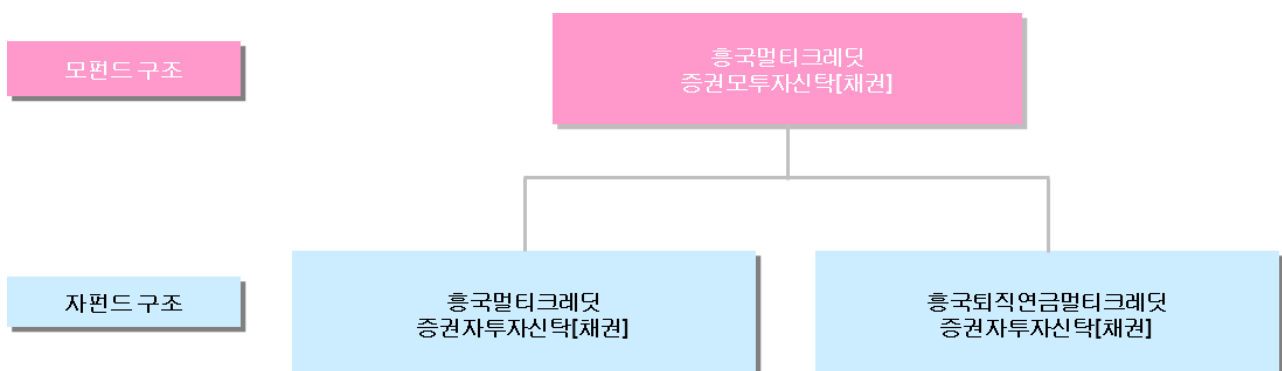 모펀드 구조
흥국멀티크레딧
증권모투자신탁[채권]
자펀드 구조
흥국멀티크레딧
증권자투자신탁[채권]
흥국퇴직연금멀티크레딧
증권자투자신탁[채권]